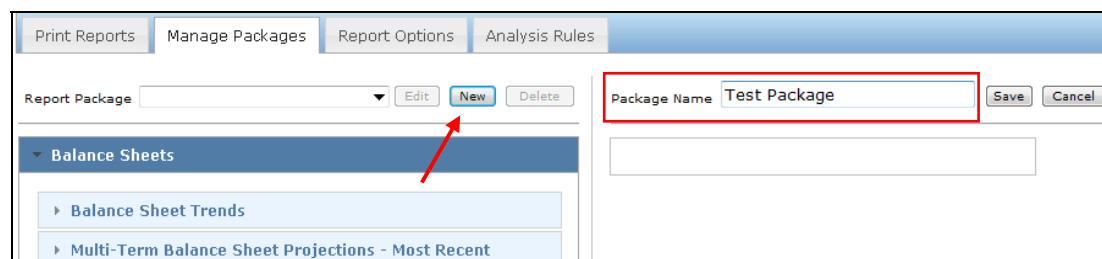 Print Reports Manage Packages Report Options Analysis Rules
Report Package Edit New Delete Package Name Test Package Save Cancel
Balance Sheets
Balance Sheet Trends
Multi-Term Balance Sheet Projections - Most Recent